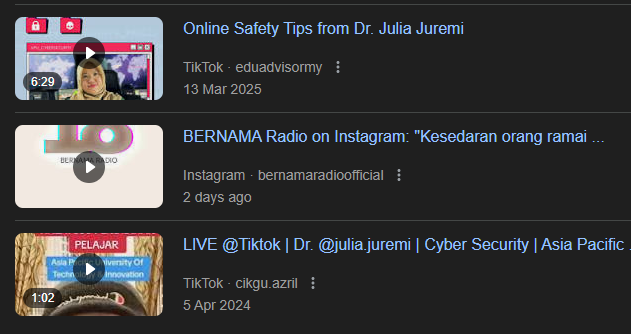 Online Safety Tips from Dr. Julia Juremi
TikTok · eduadvisormy
6:29
13 Mar 2025
BERNAMA Radio on Instagram: "Kesedaran orang ramai ...
BERNAMA RADIO
Instagram · bernamaradioofficial
2 days ago
LIVE @Tiktok | Dr. @julia.juremi | Cyber Security | Asia Pacific
PELAJAR
Asia Pacific University Of
Technology & Innovation
TikTok · cikgu.azril
1:02
5 Apr 2024